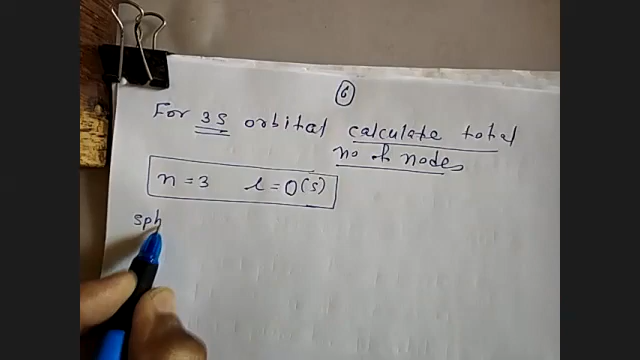 6
For 3S orbital calculate total
no of nodes
n = 3 l = 0 (s)
sph